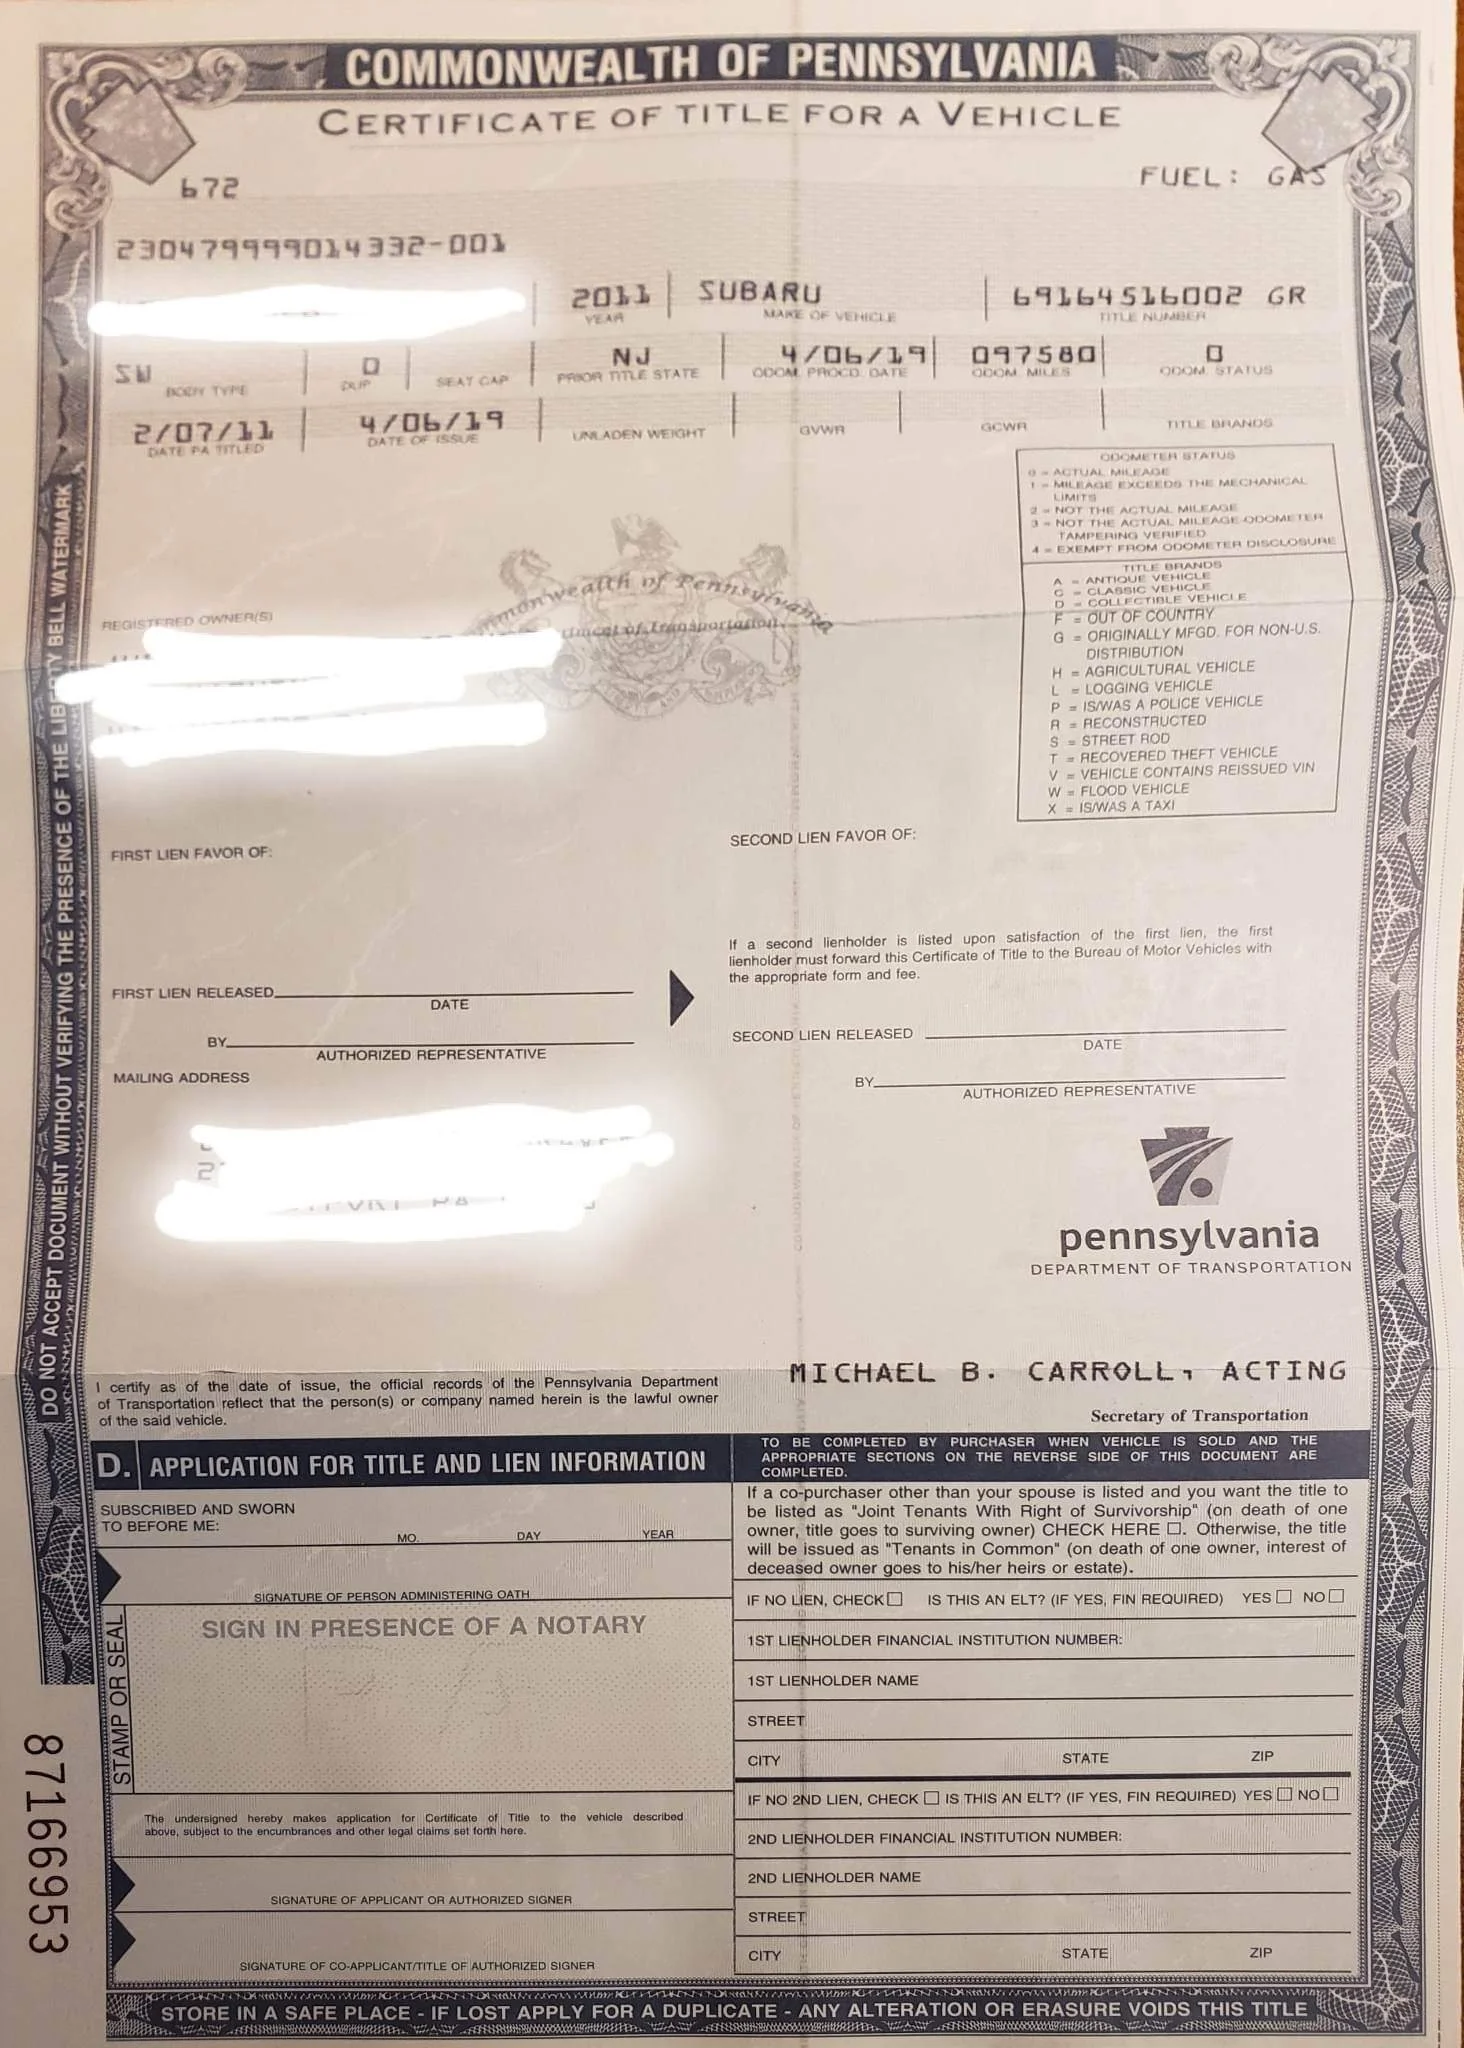 COMMONWEALTH OF PENNSYLVANIA
CERTIFICATE OF TITLE FOR A VEHICLE
672
FUEL: GAS
230479999014332-001
2011 SUBARU 69164516002 GR
YEAR MAKE OF VEHICLE TITLE NUMBER
SW 0 NJ 4/06/19 097580 0
BODY TYPE DUP SEAT CAP PRIOR TITLE STATE ODOM. PROCD. DATE ODOM. MILES ODOM. STATUS
2/07/11 4/06/19
DATE PA TITLED DATE OF ISSUE UNLADEN WEIGHT GVWR GCWR TITLE BRANDS
ODOMETER STATUS
0 = ACTUAL MILEAGE
1 = MILEAGE EXCEEDS THE MECHANICAL
LIMITS
2 = NOT THE ACTUAL MILEAGE
3 = NOT THE ACTUAL MILEAGE-ODOMETER
TAMPERING VERIFIED
4 = EXEMPT FROM ODOMETER DISCLOSURE
TITLE BRANDS
A = ANTIQUE VEHICLE
C = CLASSIC VEHICLE
D = COLLECTIBLE VEHICLE
F = OUT OF COUNTRY
G = ORIGINALLY MFGD. FOR NON-U.S.
DISTRIBUTION
H = AGRICULTURAL VEHICLE
L = LOGGING VEHICLE
P = IS/WAS A POLICE VEHICLE
R = RECONSTRUCTED
S = STREET ROD
T = RECOVERED THEFT VEHICLE
V = VEHICLE CONTAINS REISSUED VIN
W = FLOOD VEHICLE
X = IS/WAS A TAXI
of Pennsylvania
of Transportation
REGISTERED OWNER(S)
FIRST LIEN FAVOR OF:
SECOND LIEN FAVOR OF:
If a second lienholder is listed upon satisfaction of the first lien, the first
lienholder must forward this Certificate of Title to the Bureau of Motor Vehicles with
the appropriate form and fee.
FIRST LIEN RELEASED
DATE
BY
AUTHORIZED REPRESENTATIVE
SECOND LIEN RELEASED
DATE
BY
AUTHORIZED REPRESENTATIVE
MAILING ADDRESS
PA
pennsylvania
DEPARTMENT OF TRANSPORTATION
MICHAEL B. CARROLL, ACTING
Secretary of Transportation
I certify as of the date of issue, the official records of the Pennsylvania Department
of Transportation reflect that the person(s) or company named herein is the lawful owner
of the said vehicle.
D. APPLICATION FOR TITLE AND LIEN INFORMATION
TO BE COMPLETED BY PURCHASER WHEN VEHICLE IS SOLD AND THE
APPROPRIATE SECTIONS ON THE REVERSE SIDE OF THIS DOCUMENT ARE
COMPLETED.
SUBSCRIBED AND SWORN
TO BEFORE ME:
MO. DAY YEAR
SIGNATURE OF PERSON ADMINISTERING OATH
STAMP OR SEAL
SIGN IN PRESENCE OF A NOTARY
The undersigned hereby makes application for Certificate of Title to the vehicle described
above, subject to the encumbrances and other legal claims set forth here.
SIGNATURE OF APPLICANT OR AUTHORIZED SIGNER
SIGNATURE OF CO-APPLICANT/TITLE OF AUTHORIZED SIGNER
If a co-purchaser other than your spouse is listed and you want the title to
be listed as "Joint Tenants With Right of Survivorship" (on death of one
owner, title goes to surviving owner) CHECK HERE ☐. Otherwise, the title
will be issued as "Tenants in Common" (on death of one owner, interest of
deceased owner goes to his/her heirs or estate).
IF NO LIEN, CHECK ☐ IS THIS AN ELT? (IF YES, FIN REQUIRED) YES ☐ NO ☐
1ST LIENHOLDER FINANCIAL INSTITUTION NUMBER:
1ST LIENHOLDER NAME
STREET
CITY STATE ZIP
IF NO 2ND LIEN, CHECK ☐ IS THIS AN ELT? (IF YES, FIN REQUIRED) YES ☐ NO ☐
2ND LIENHOLDER FINANCIAL INSTITUTION NUMBER:
2ND LIENHOLDER NAME
STREET
CITY STATE ZIP
STORE IN A SAFE PLACE - IF LOST APPLY FOR A DUPLICATE - ANY ALTERATION OR ERASURE VOIDS THIS TITLE
DO NOT ACCEPT DOCUMENT WITHOUT VERIFYING THE PRESENCE OF THE LIBERTY BELL WATERMARK
87166953